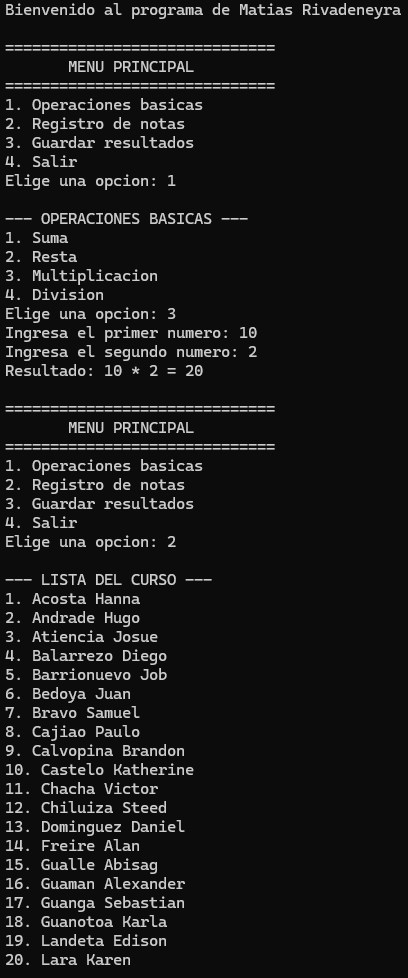 Bienvenido al programa de Matias Rivadeneyra
==============================
MENU PRINCIPAL
==============================
1. Operaciones basicas
2. Registro de notas
3. Guardar resultados
4. Salir
Elige una opcion: 1
--- OPERACIONES BASICAS ---
1. Suma
2. Resta
3. Multiplicacion
4. Division
Elige una opcion: 3
Ingresa el primer numero: 10
Ingresa el segundo numero: 2
Resultado: 10 * 2 = 20
==============================
MENU PRINCIPAL
==============================
1. Operaciones basicas
2. Registro de notas
3. Guardar resultados
4. Salir
Elige una opcion: 2
--- LISTA DEL CURSO ---
1. Acosta Hanna
2. Andrade Hugo
3. Atiencia Josue
4. Balarrezo Diego
5. Barrionuevo Job
6. Bedoya Juan
7. Bravo Samuel
8. Cajiao Paulo
9. Calvopina Brandon
10. Castelo Katherine
11. Chacha Victor
12. Chiluiza Steed
13. Dominguez Daniel
14. Freire Alan
15. Gualle Abisag
16. Guaman Alexander
17. Guanga Sebastian
18. Guanotoa Karla
19. Landeta Edison
20. Lara Karen